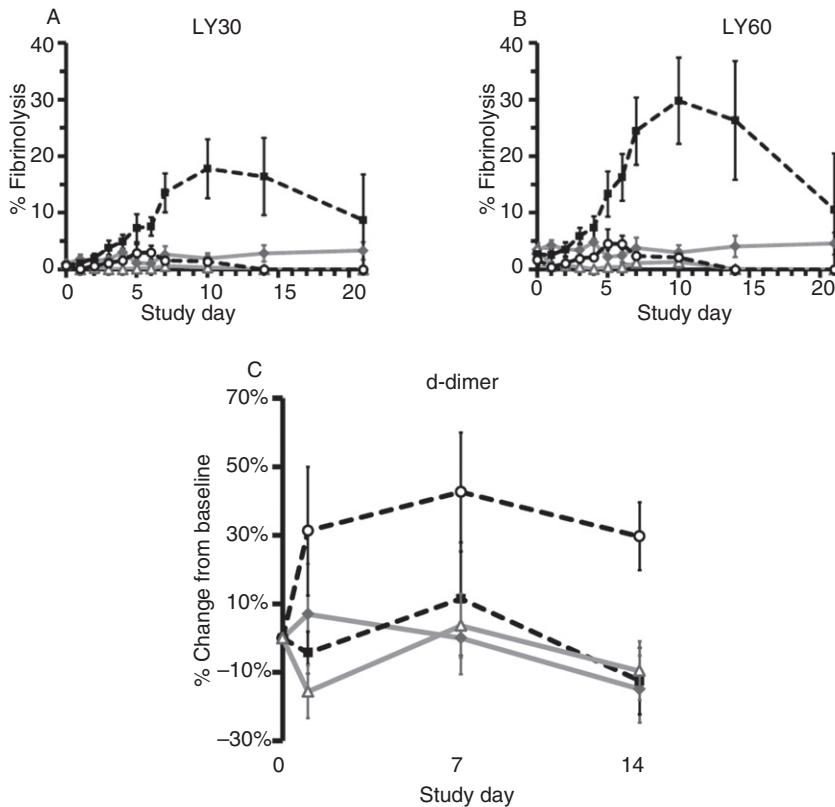 A
LY30
40
30
20
10
0
% Fibrinolysis
0 5 10 15 20
Study day
B
LY60
40
30
20
10
0
% Fibrinolysis
0 5 10 15 20
Study day
C
d-dimer
70%
50%
30%
10%
–10%
–30%
% Change from baseline
0 7 14
Study day